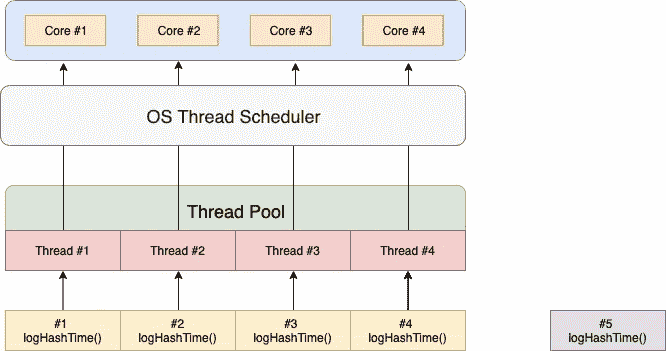 Core #1 Core #2 Core #3 Core #4
OS Thread Scheduler
Thread Pool
Thread #1 Thread #2 Thread #3 Thread #4
#1 #2 #3 #4 #5
logHashTime() logHashTime() logHashTime() logHashTime() logHashTime()